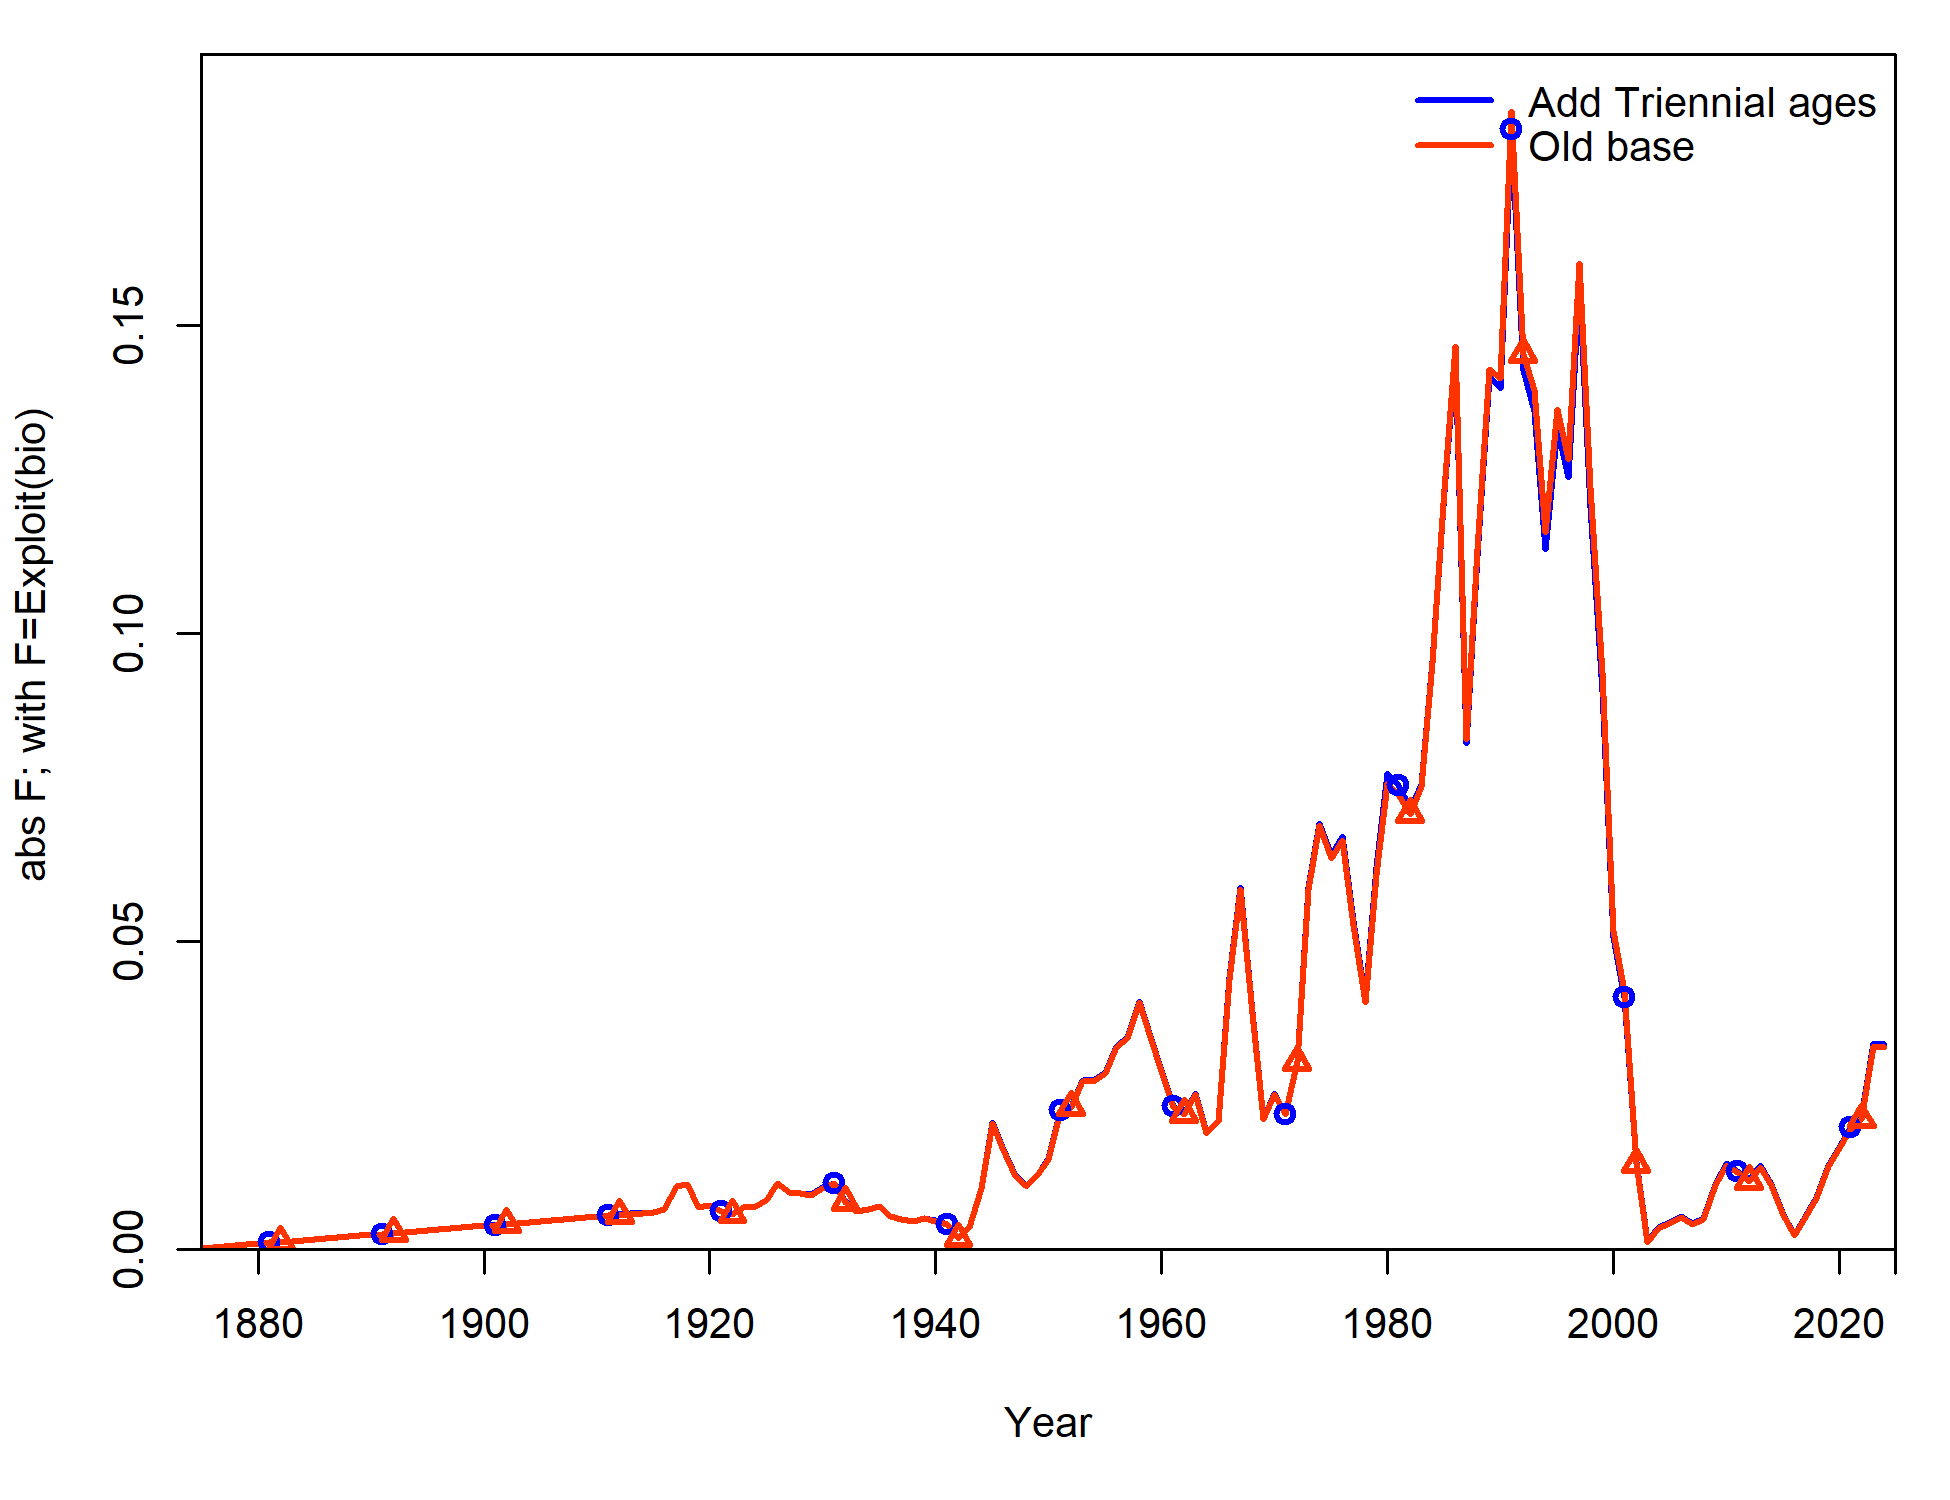 Add Triennial ages
Old base
abs F; with F=Exploit(bio)
0.15
0.10
0.05
0.00
1880 1900 1920 1940 1960 1980 2000 2020
Year